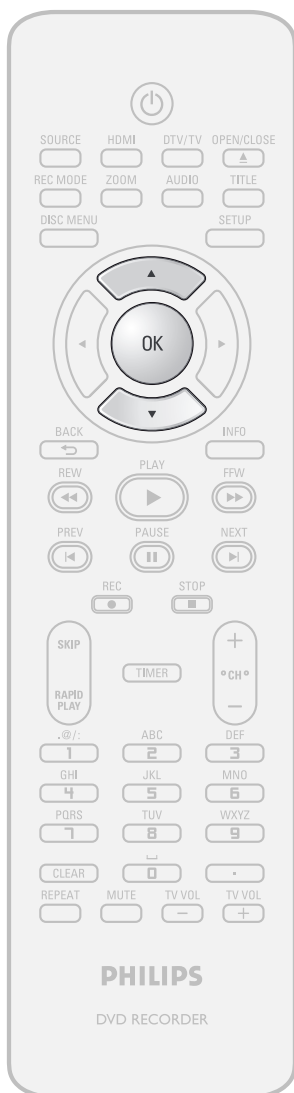 SOURCE HDMI DTV/TV OPEN/CLOSE
REC MODE ZOOM AUDIO TITLE
DISC MENU SETUP
OK
BACK INFO
REW PLAY FFW
PREV PAUSE NEXT
REC STOP
SKIP
RAPID
PLAY
TIMER
+
CH
−
.@/: ABC DEF
1 2 3
GHI JKL MNO
4 5 6
PQRS TUV WXYZ
7 8 9
CLEAR 0 .
REPEAT MUTE TV VOL TV VOL
− +
PHILIPS
DVD RECORDER